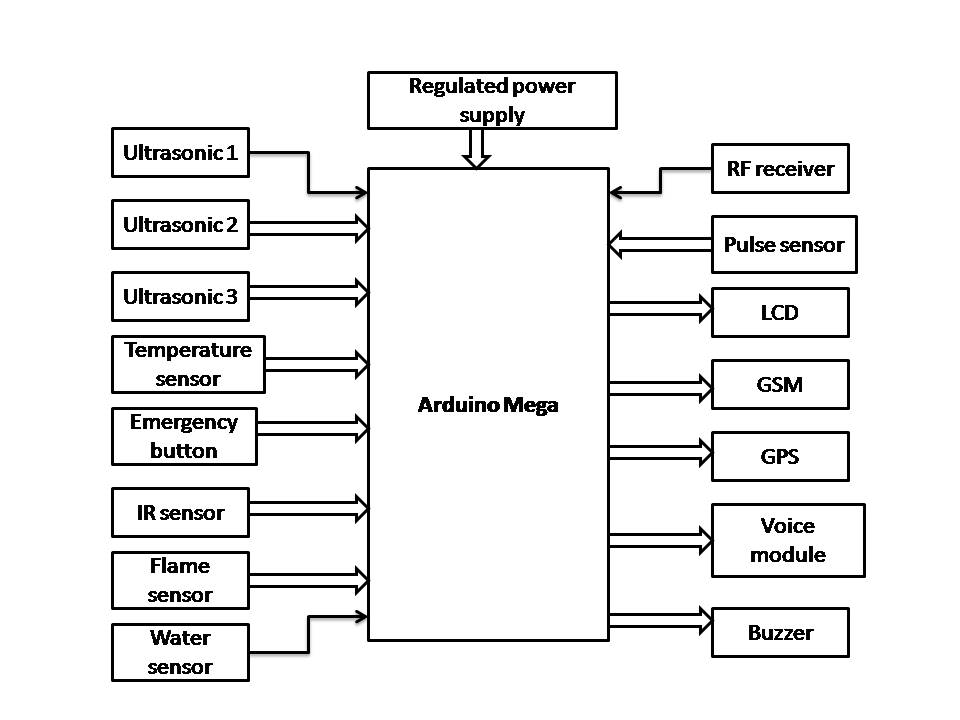 Regulated power
supply
Ultrasonic 1
Ultrasonic 2
Ultrasonic 3
Temperature
sensor
Emergency
button
IR sensor
Flame
sensor
Water
sensor
Arduino Mega
RF receiver
Pulse sensor
LCD
GSM
GPS
Voice
module
Buzzer